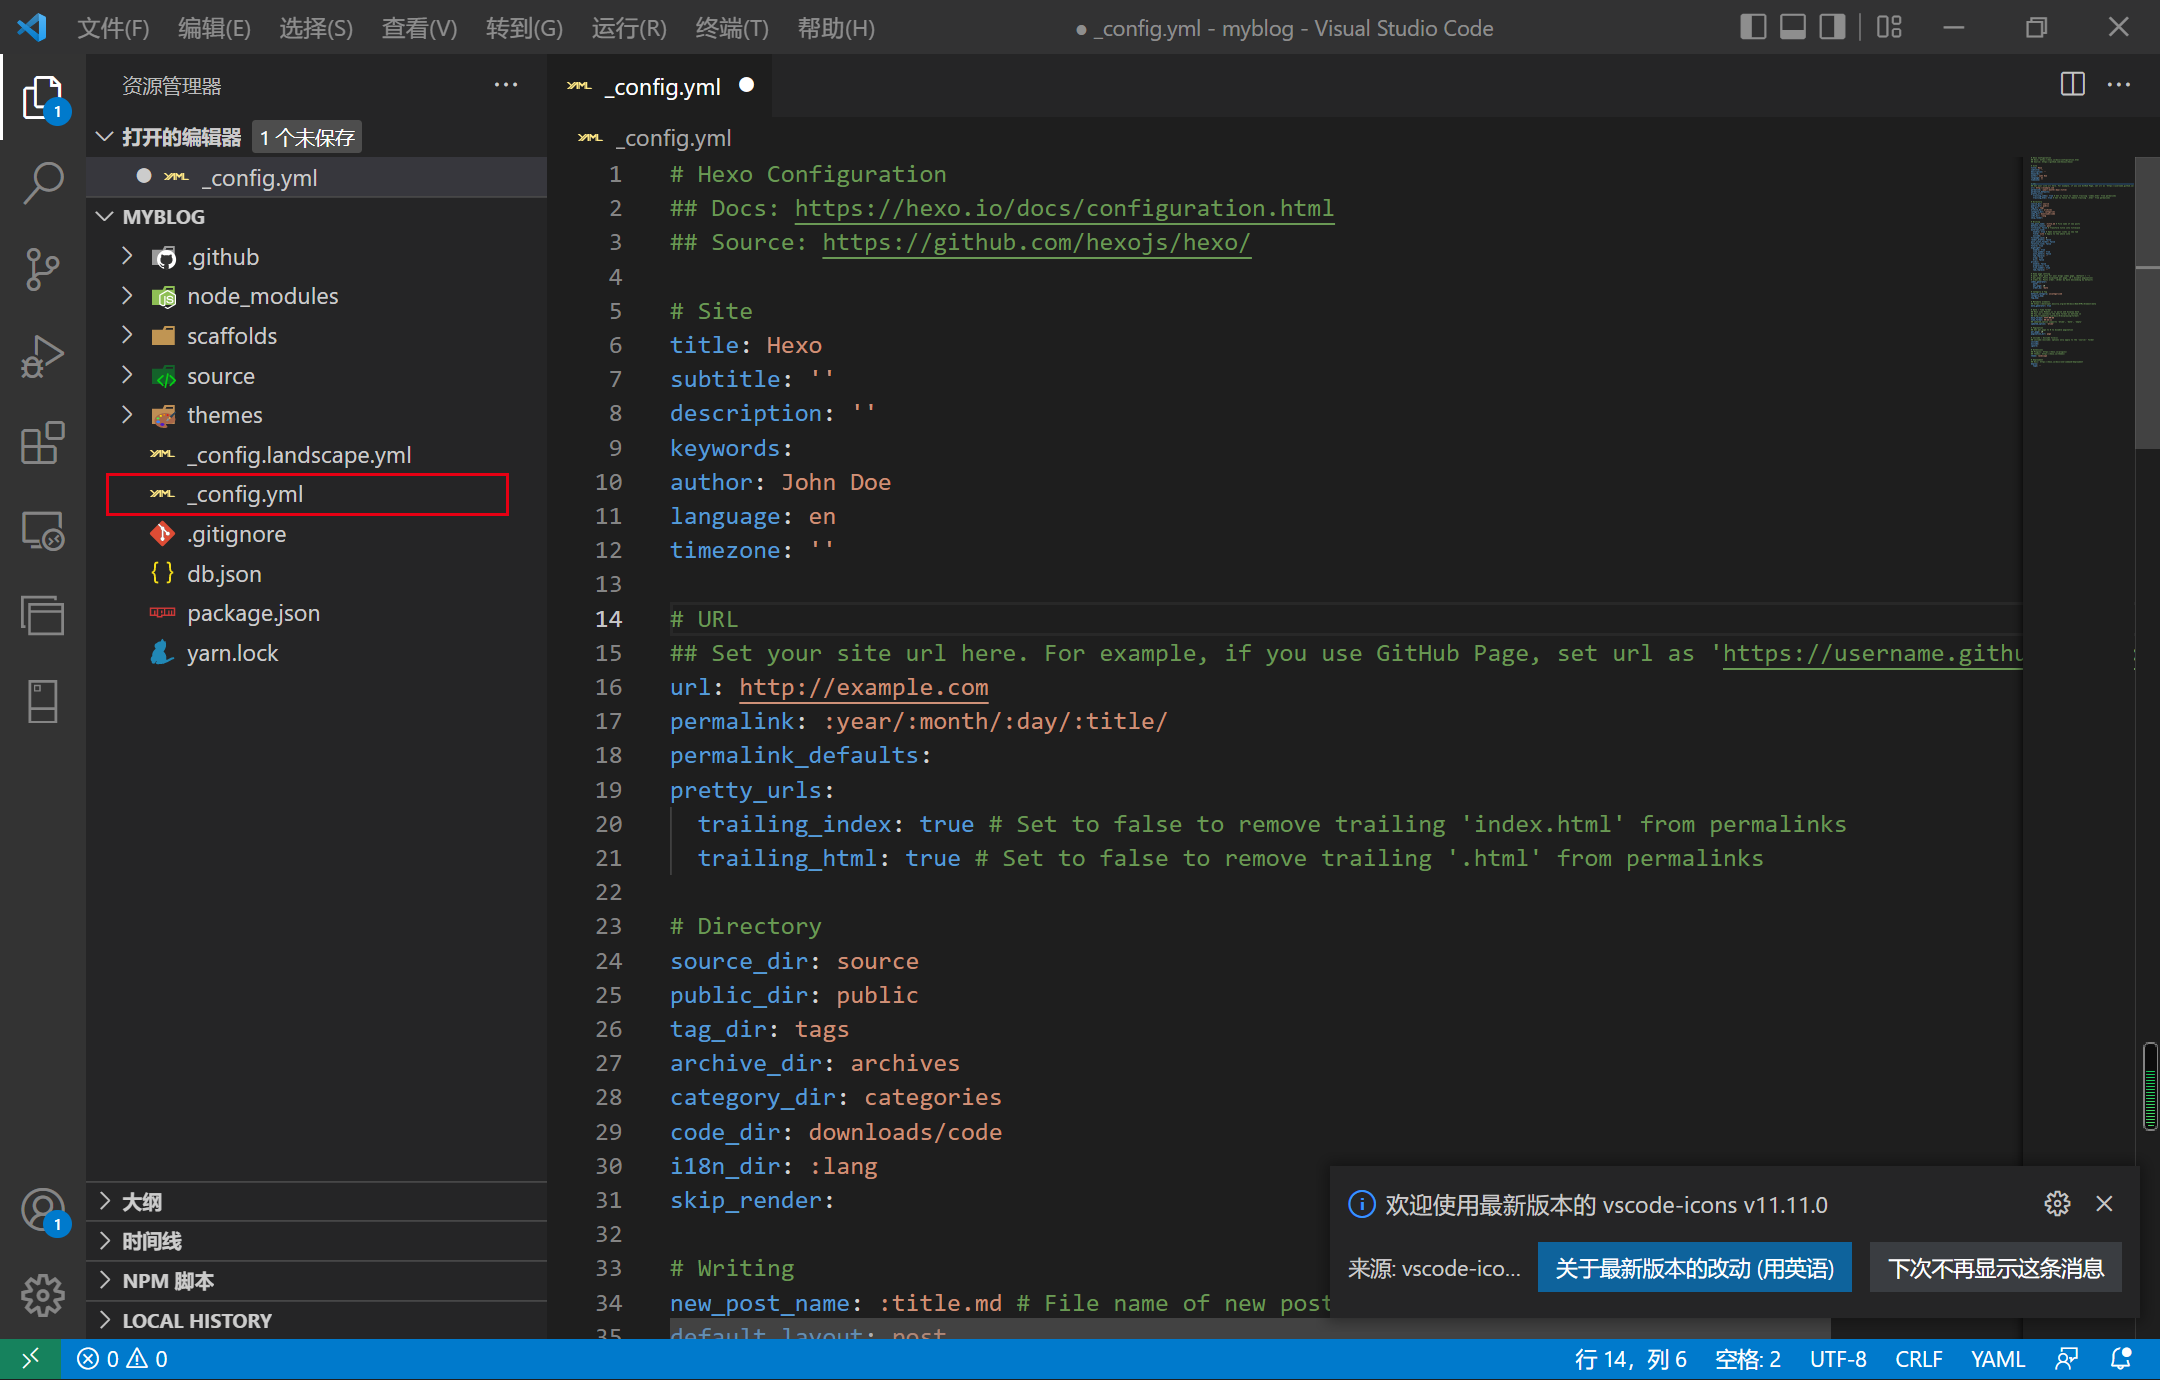 文件(F) 编辑(E) 选择(S) 查看(V) 转到(G) 运行(R) 终端(T) 帮助(H)
● _config.yml - myblog - Visual Studio Code
资源管理器
1
打开的编辑器 1 个未保存
_config.yml
MYBLOG
.github
node_modules
scaffolds
source
themes
_config.landscape.yml
_config.yml
.gitignore
db.json
package.json
yarn.lock
大纲
时间线
NPM 脚本
LOCAL HISTORY
1
_config.yml
_config.yml
1 # Hexo Configuration
2 ## Docs: https://hexo.io/docs/configuration.html
3 ## Source: https://github.com/hexojs/hexo/
4
5 # Site
6 title: Hexo
7 subtitle: ''
8 description: ''
9 keywords:
10 author: John Doe
11 language: en
12 timezone: ''
13
14 # URL
15 ## Set your site url here. For example, if you use GitHub Page, set url as 'https://username.githu
16 url: http://example.com
17 permalink: :year/:month/:day/:title/
18 permalink_defaults:
19 pretty_urls:
20 trailing_index: true # Set to false to remove trailing 'index.html' from permalinks
21 trailing_html: true # Set to false to remove trailing '.html' from permalinks
22
23 # Directory
24 source_dir: source
25 public_dir: public
26 tag_dir: tags
27 archive_dir: archives
28 category_dir: categories
29 code_dir: downloads/code
30 i18n_dir: :lang
31 skip_render:
32
33 # Writing
34 new_post_name: :title.md # File name of new post
35 default_layout: post
欢迎使用最新版本的 vscode-icons v11.11.0
来源: vscode-ico... 关于最新版本的改动 (用英语) 下次不再显示这条消息
0 0 行 14，列 6 空格: 2 UTF-8 CRLF YAML